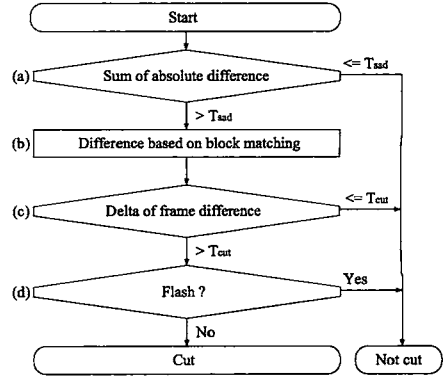 Start
(a)
Sum of absolute difference
<= Tsad
> Tsad
(b)
Difference based on block matching
(c)
Delta of frame difference
<= Tcut
> Tcut
(d)
Flash ?
Yes
No
Cut
Not cut